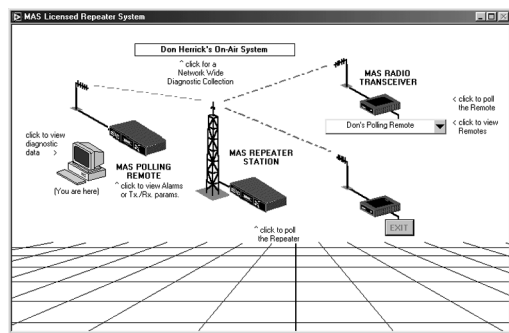 MAS Licensed Repeater System
Don Herrick's On-Air System
^ click for a
Network Wide
Diagnostic Collection
MAS RADIO
TRANSCEIVER
< click to poll
the Remote
Don's Polling Remote
< click to view
Remotes
click to view
diagnostic
data >
(You are here)
MAS POLLING
REMOTE
^ click to view Alarms
or Tx./Rx. params.
MAS REPEATER
STATION
^ click to poll
the Repeater
EXIT